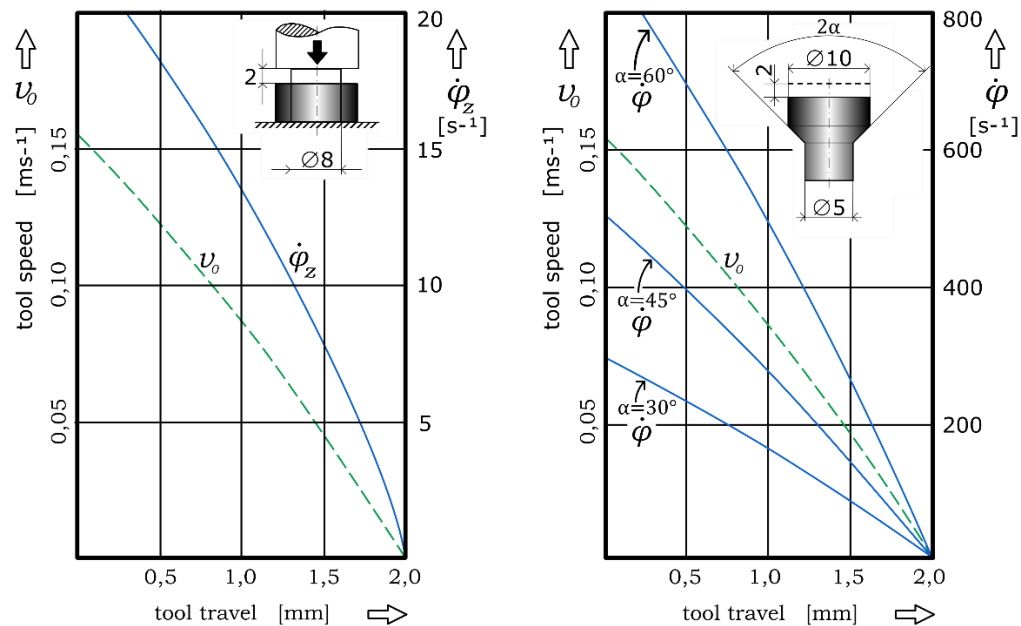 20
υ₀
φ̇z
[s-¹]
2
∅8
0,15
15
tool speed [ms-¹]
υ₀
φ̇z
0,10
10
0,05
5
0,5 1,0 1,5 2,0
tool travel [mm]
800
υ₀
φ̇
[s-¹]
α=60°
φ̇
2α
∅10
2
∅5
0,15
600
tool speed [ms-¹]
υ₀
0,10
400
α=45°
φ̇
0,05
α=30°
φ̇
200
0,5 1,0 1,5 2,0
tool travel [mm]